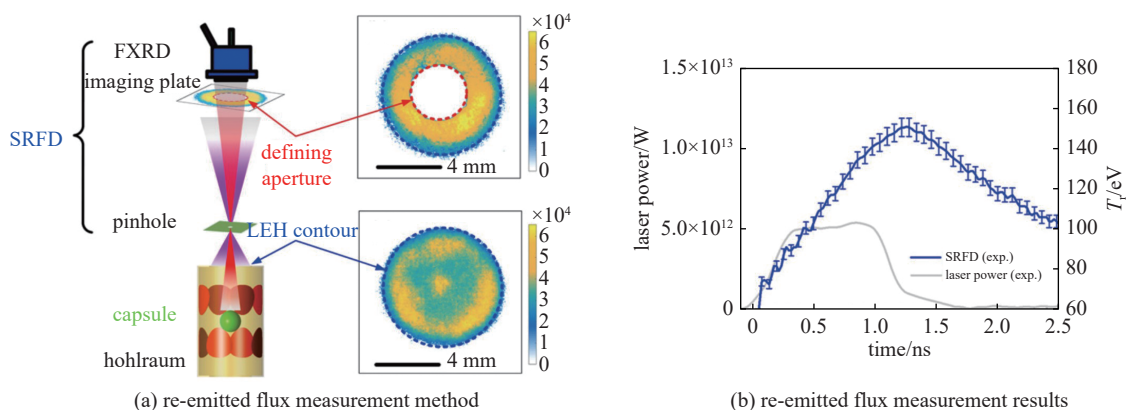 FXRD
imaging plate
SRFD
defining
aperture
pinhole
LEH contour
capsule
hohlraum
×10⁴
6
5
4
3
2
1
0
4 mm
×10⁴
6
5
4
3
2
1
0
4 mm
(a) re-emitted flux measurement method
1.5×10¹³
1.0×10¹³
5.0×10¹²
0
laser power/W
180
160
140
120
100
80
60
Tᵣ/eV
SRFD (exp.)
laser power (exp.)
0 0.5 1.0 1.5 2.0 2.5
time/ns
(b) re-emitted flux measurement results